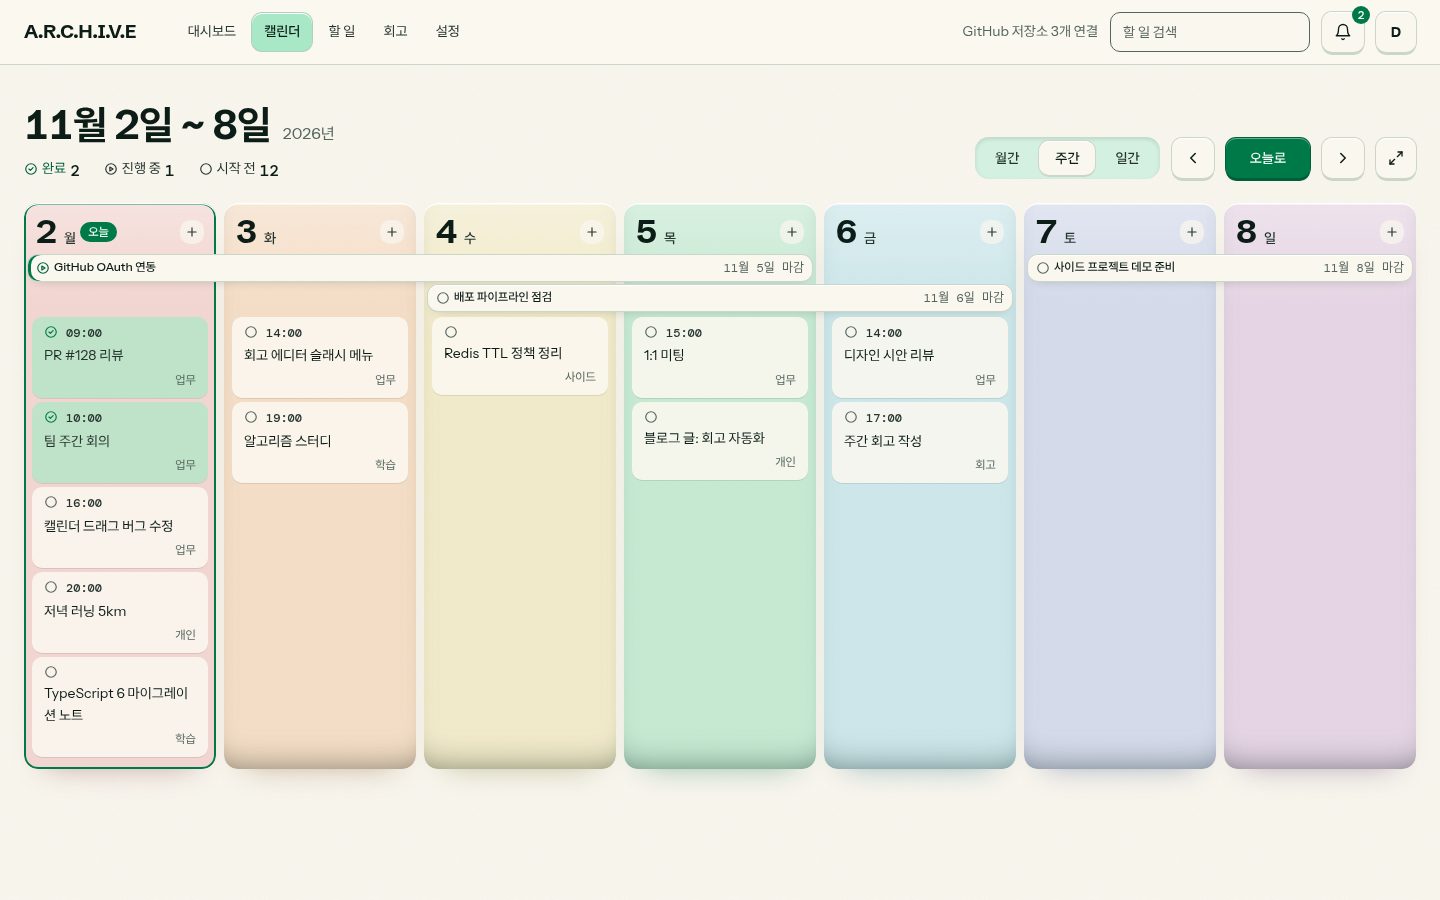 A.R.C.H.I.V.E
대시보드
캘린더
할 일
회고
설정
GitHub 저장소 3개 연결
할 일 검색
2
D
11월 2일 ~ 8일 2026년
완료 2
진행 중 1
시작 전 12
월간
주간
일간
오늘로
2 월 오늘
3 화
4 수
5 목
6 금
7 토
8 일
GitHub OAuth 연동 11월 5일 마감
사이드 프로젝트 데모 준비 11월 8일 마감
배포 파이프라인 점검 11월 6일 마감
09:00
PR #128 리뷰
업무
10:00
팀 주간 회의
업무
16:00
캘린더 드래그 버그 수정
업무
20:00
저녁 러닝 5km
개인
TypeScript 6 마이그레이
션 노트
학습
14:00
회고 에디터 슬래시 메뉴
업무
19:00
알고리즘 스터디
학습
Redis TTL 정책 정리
사이드
15:00
1:1 미팅
업무
블로그 글: 회고 자동화
개인
14:00
디자인 시안 리뷰
업무
17:00
주간 회고 작성
회고